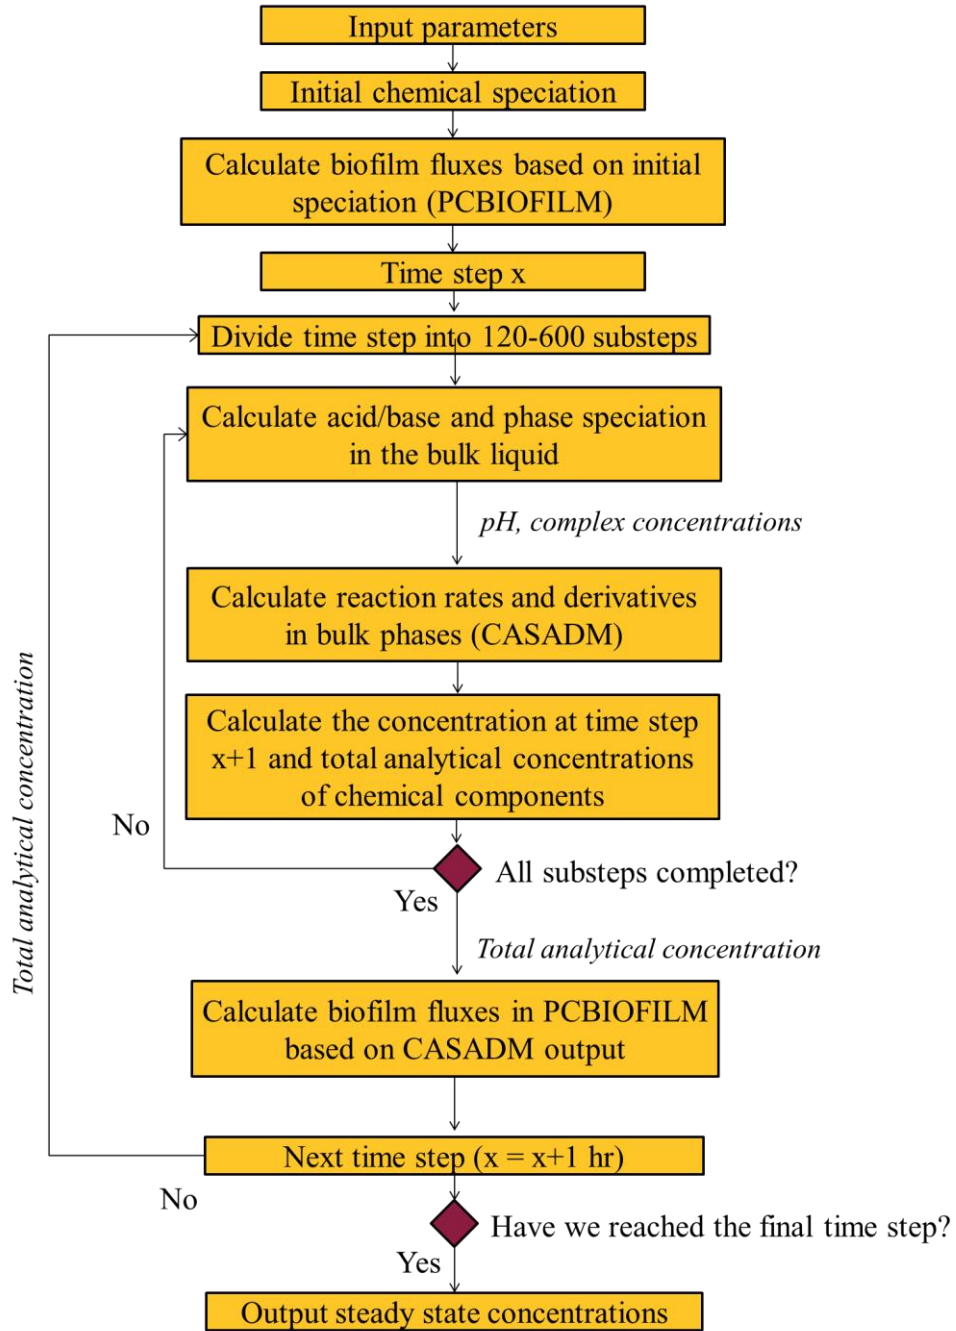 Input parameters
Initial chemical speciation
Calculate biofilm fluxes based on initial
speciation (PCBIOFILM)
Time step x
Divide time step into 120-600 substeps
Calculate acid/base and phase speciation
in the bulk liquid
pH, complex concentrations
Calculate reaction rates and derivatives
in bulk phases (CASADM)
Calculate the concentration at time step
x+1 and total analytical concentrations
of chemical components
No
All substeps completed?
Yes
Total analytical concentration
Total analytical concentration
Calculate biofilm fluxes in PCBIOFILM
based on CASADM output
Next time step (x = x+1 hr)
No
Have we reached the final time step?
Yes
Output steady state concentrations